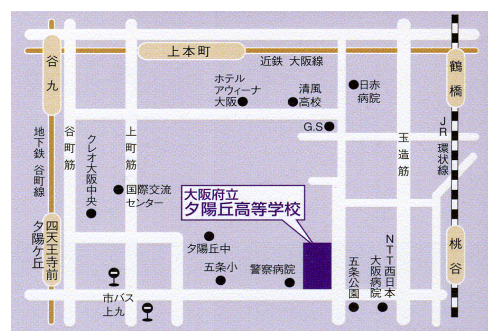 上本町
近鉄 大阪線
谷九
鶴橋
ホテル
アウィーナ
大阪
清風
高校
日赤
病院
G.S
地下鉄 谷町線
谷町筋
上町筋
玉造筋
JR 環状線
クレオ大阪中央
国際交流
センター
大阪府立
夕陽丘高等学校
四天王寺前
夕陽ケ丘
夕陽丘中
五条小
警察病院
五条公園
NTT西日本
大阪病院
桃谷
市バス
上九